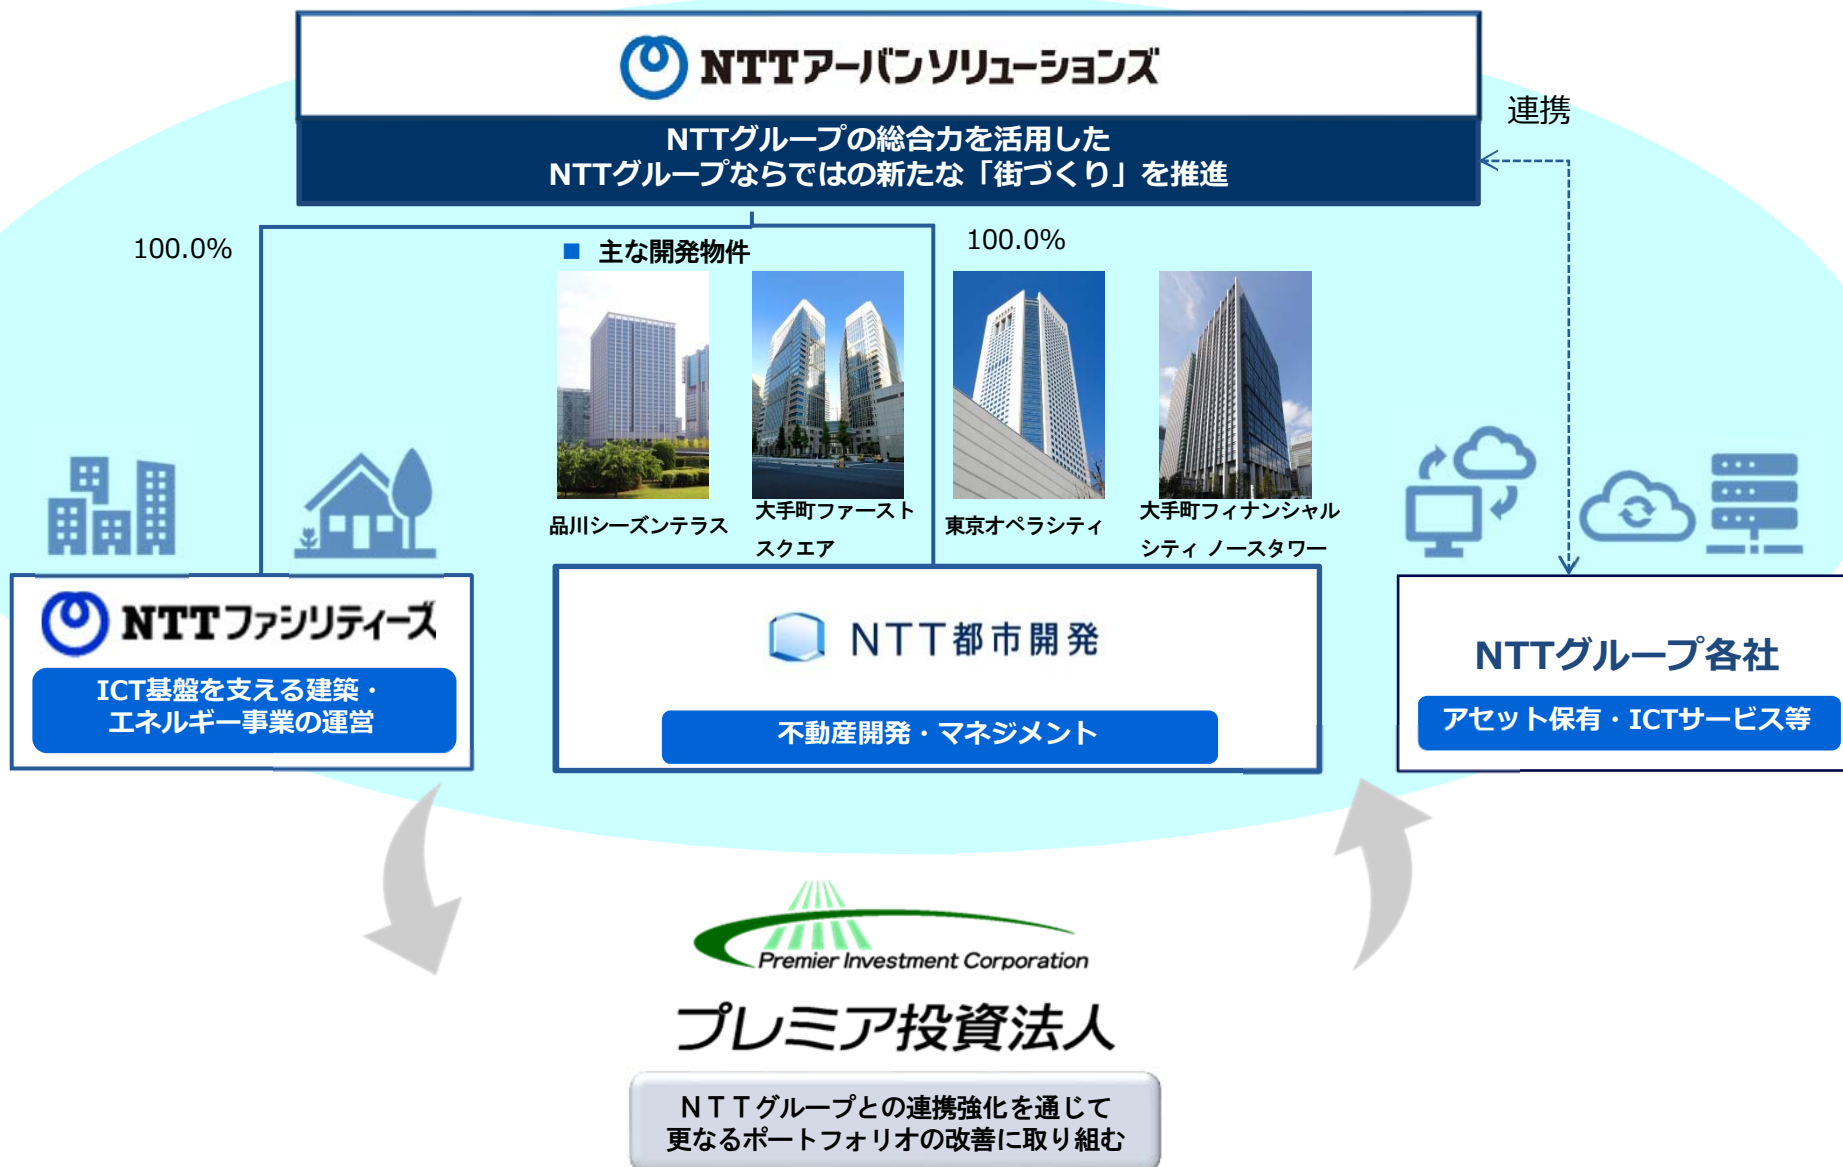 NTTアーバンソリューションズ
NTTグループの総合力を活用した
NTTグループならではの新たな「街づくり」を推進
連携
100.0%
100.0%
■ 主な開発物件
品川シーズンテラス
大手町ファースト
スクエア
東京オペラシティ
大手町フィナンシャル
シティ ノースタワー
NTTファシリティーズ
ICT基盤を支える建築・
エネルギー事業の運営
NTT都市開発
不動産開発・マネジメント
NTTグループ各社
アセット保有・ICTサービス等
Premier Investment Corporation
プレミア投資法人
ＮＴＴグループとの連携強化を通じて
更なるポートフォリオの改善に取り組む